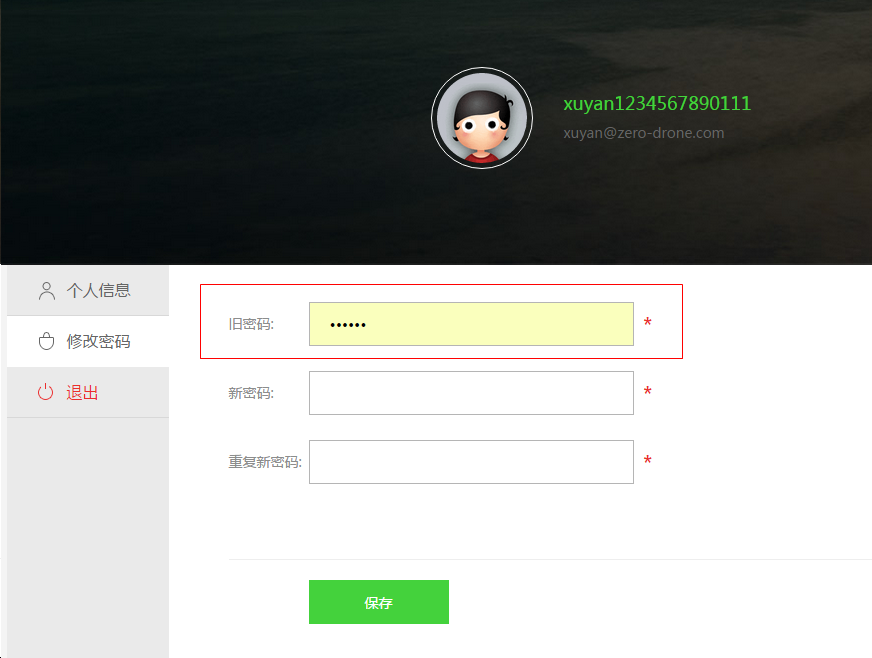 xuyan1234567890111
xuyan@zero-drone.com
个人信息
修改密码
退出
旧密码: •••••• *
新密码: *
重复新密码: *
保存